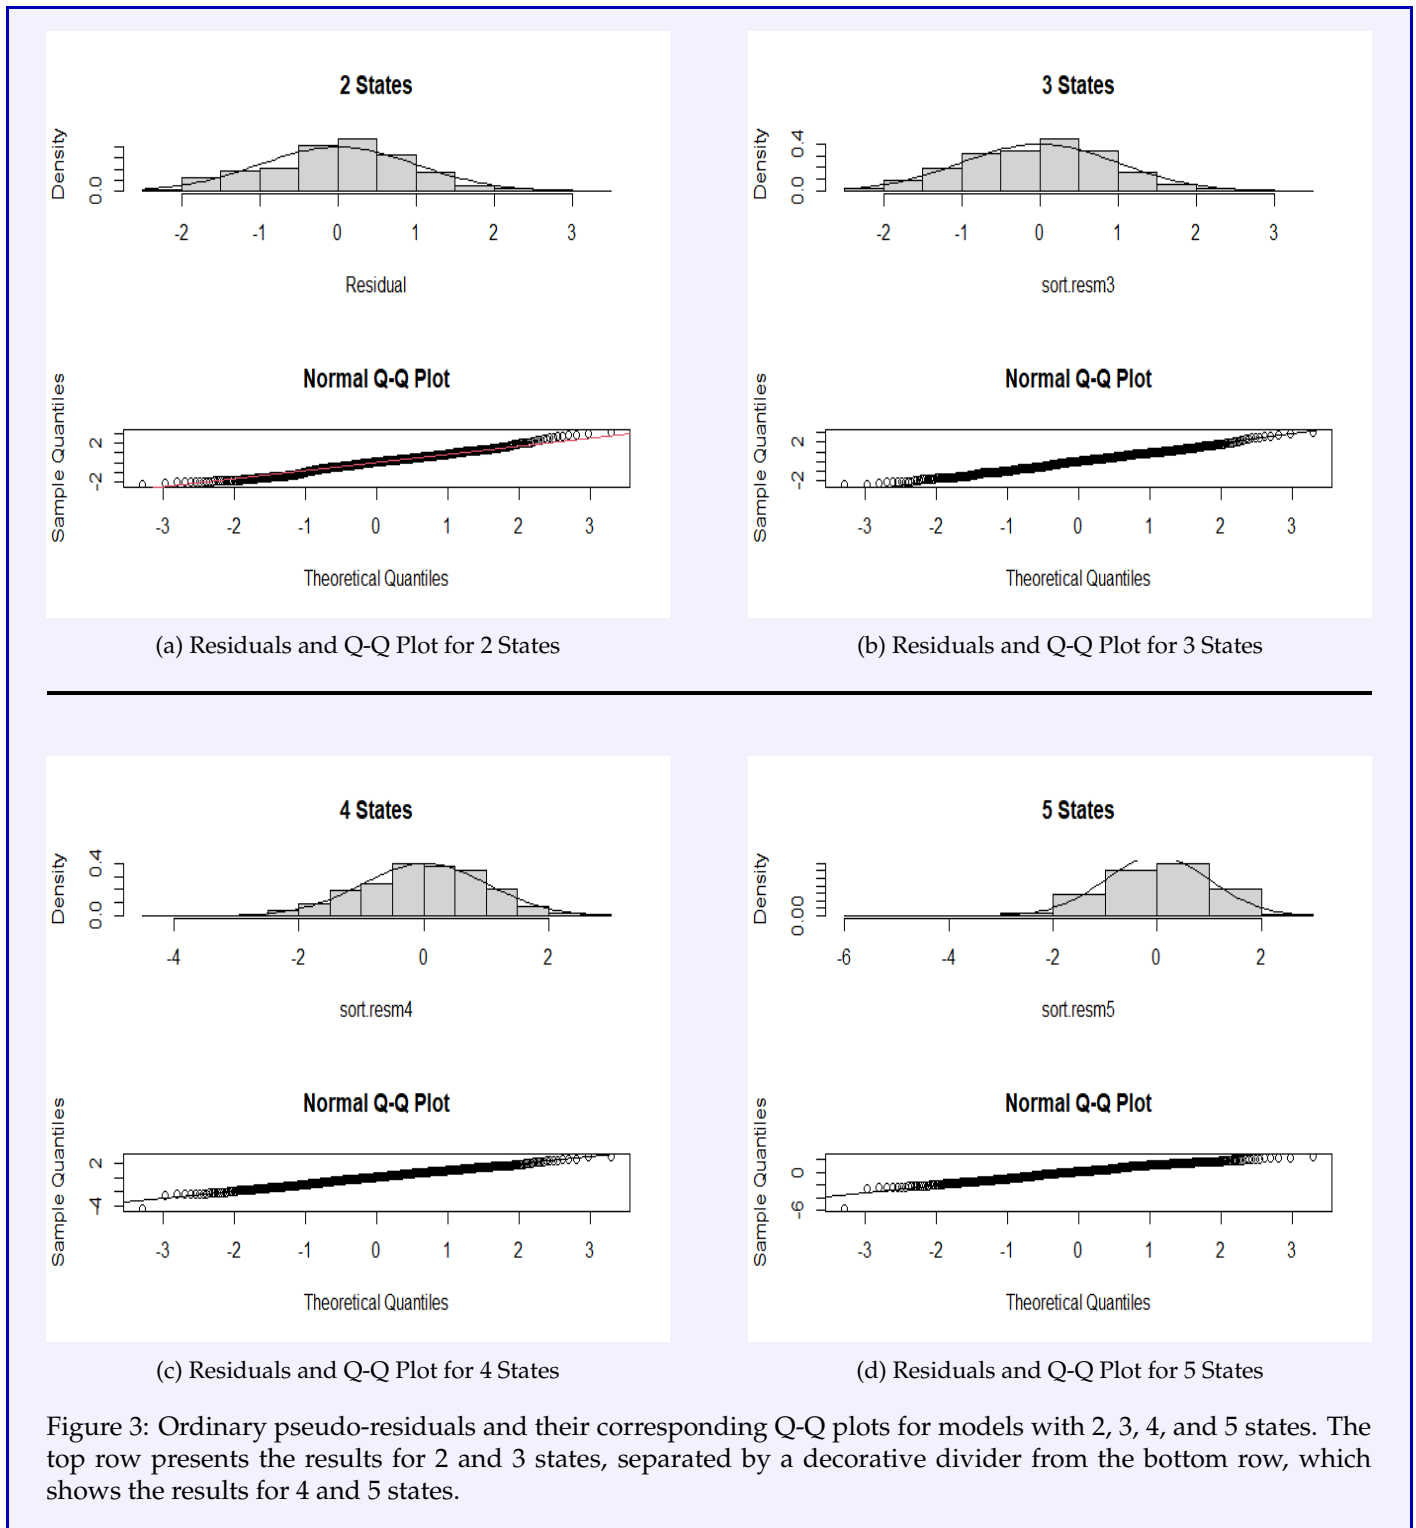 2 States
Density
0.0
-2 -1 0 1 2 3
Residual
Normal Q-Q Plot
Sample Quantiles
2
-2
-3 -2 -1 0 1 2 3
Theoretical Quantiles
(a) Residuals and Q-Q Plot for 2 States
3 States
Density
0.4
0.0
-2 -1 0 1 2 3
sort.resm3
Normal Q-Q Plot
Sample Quantiles
2
-2
-3 -2 -1 0 1 2 3
Theoretical Quantiles
(b) Residuals and Q-Q Plot for 3 States
4 States
Density
0.4
0.0
-4 -2 0 2
sort.resm4
Normal Q-Q Plot
Sample Quantiles
2
-4
-3 -2 -1 0 1 2 3
Theoretical Quantiles
(c) Residuals and Q-Q Plot for 4 States
5 States
Density
0.00
-6 -4 -2 0 2
sort.resm5
Normal Q-Q Plot
Sample Quantiles
0
-6
-3 -2 -1 0 1 2 3
Theoretical Quantiles
(d) Residuals and Q-Q Plot for 5 States
Figure 3: Ordinary pseudo-residuals and their corresponding Q-Q plots for models with 2, 3, 4, and 5 states. The
top row presents the results for 2 and 3 states, separated by a decorative divider from the bottom row, which
shows the results for 4 and 5 states.